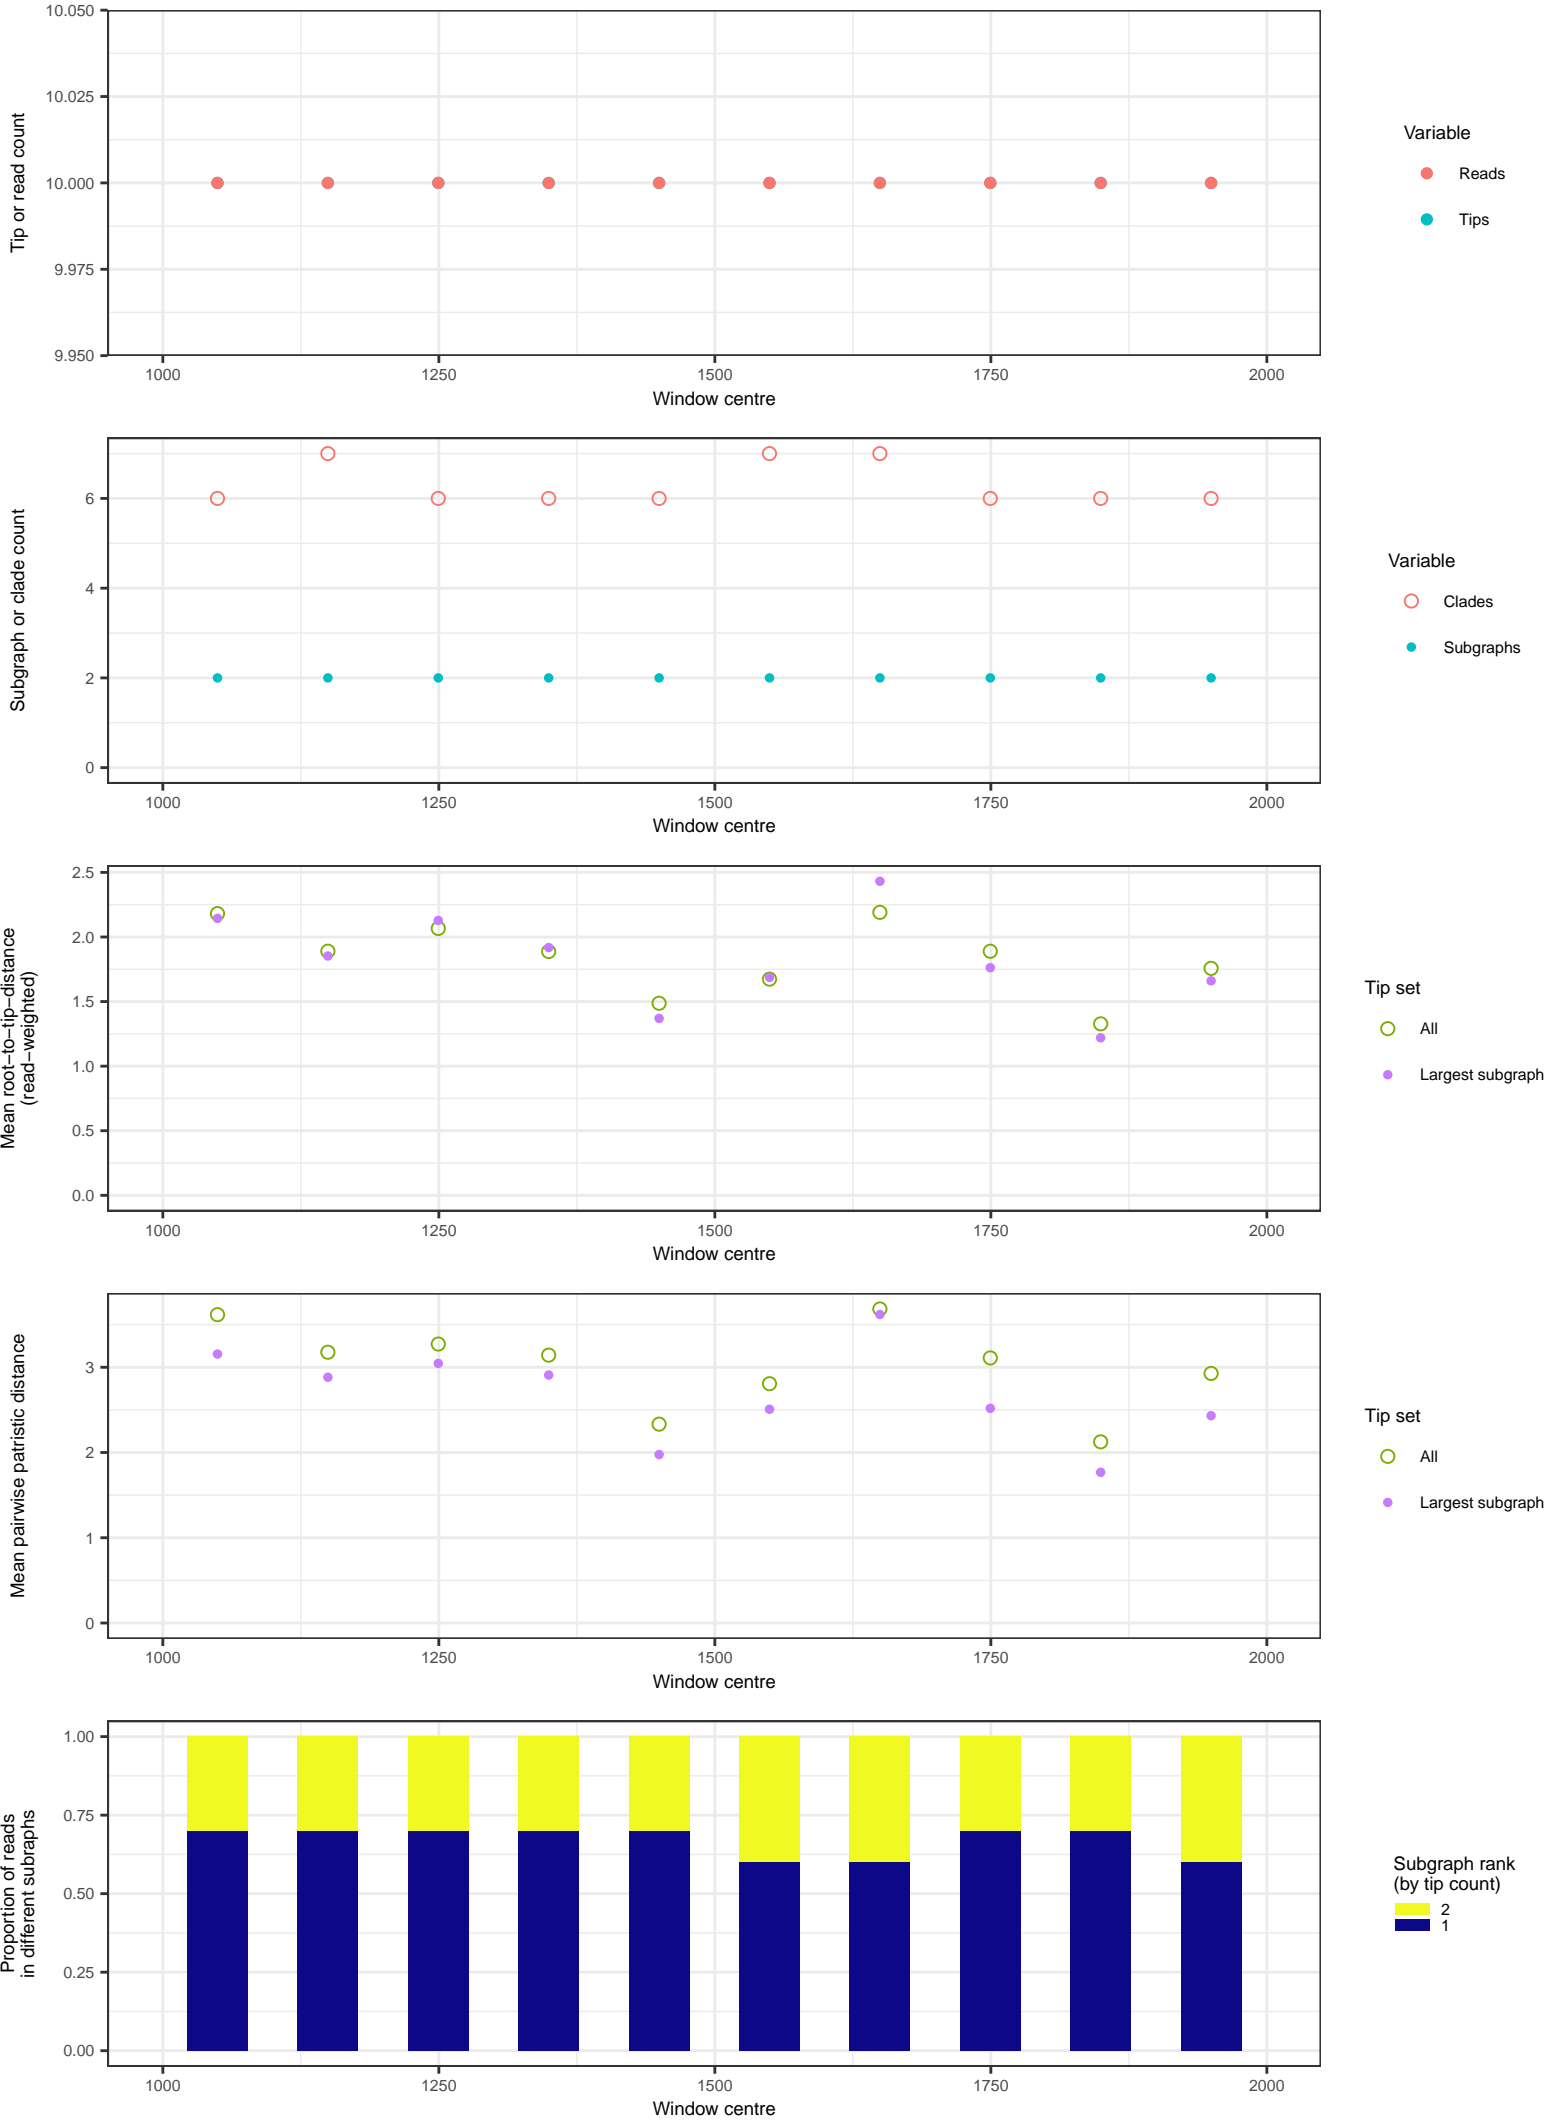 10.050
10.025
10.000
9.975
9.950
Tip or read count
1000 1250 1500 1750 2000
Window centre
Variable
Reads
Tips
6
4
2
0
Subgraph or clade count
1000 1250 1500 1750 2000
Window centre
Variable
Clades
Subgraphs
2.5
2.0
1.5
1.0
0.5
0.0
Mean root−to−tip−distance
(read−weighted)
1000 1250 1500 1750 2000
Window centre
Tip set
All
Largest subgraph
3
2
1
0
Mean pairwise patristic distance
1000 1250 1500 1750 2000
Window centre
Tip set
All
Largest subgraph
1.00
0.75
0.50
0.25
0.00
Proportion of reads
in different subraphs
1000 1250 1500 1750 2000
Window centre
Subgraph rank
(by tip count)
2
1